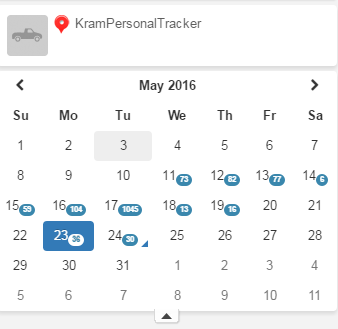 KramPersonalTracker
May 2016
Su Mo Tu We Th Fr Sa
1 2 3 4 5 6 7
8 9 10 11 73 12 82 13 77 14 6
15 59 16 104 17 1045 18 13 19 16 20 21
22 23 36 24 30 25 26 27 28
29 30 31 1 2 3 4
5 6 7 8 9 10 11